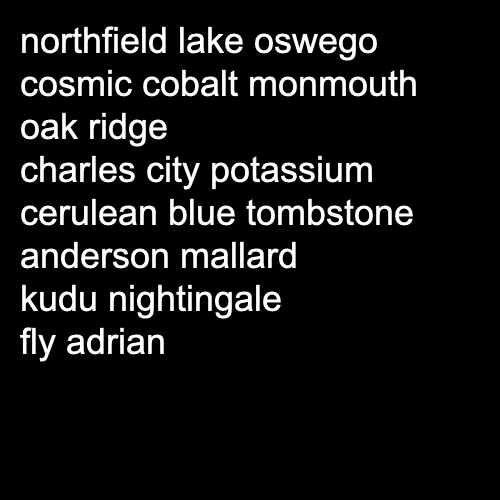 northfield lake oswego
cosmic cobalt monmouth
oak ridge
charles city potassium
cerulean blue tombstone
anderson mallard
kudu nightingale
fly adrian